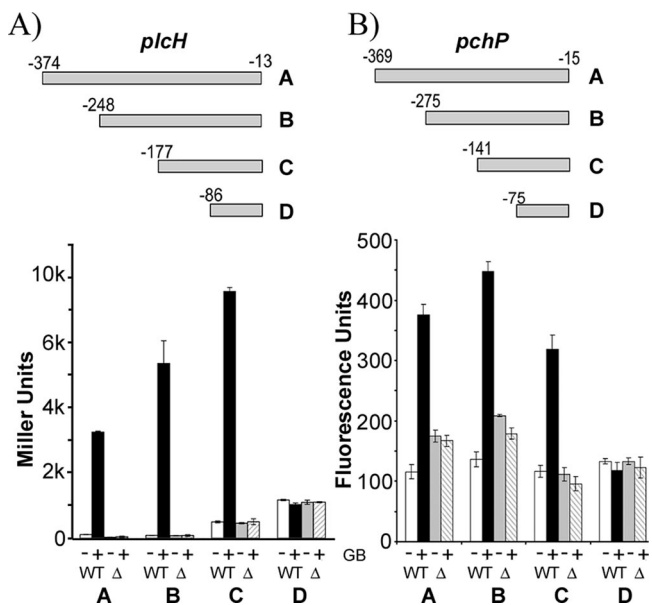 A)
plcH
-374 -13 A
-248 B
-177 C
-86 D
Miller Units
10k
6k
4k
2k
0
- + - + - + - + - + - + - + - +
WT Δ WT Δ WT Δ WT Δ
A B C D
GB
B)
pchP
-369 -15 A
-275 B
-141 C
-75 D
Fluorescence Units
500
400
300
200
100
0
- + - + - + - + - + - + - + - +
WT Δ WT Δ WT Δ WT Δ
A B C D